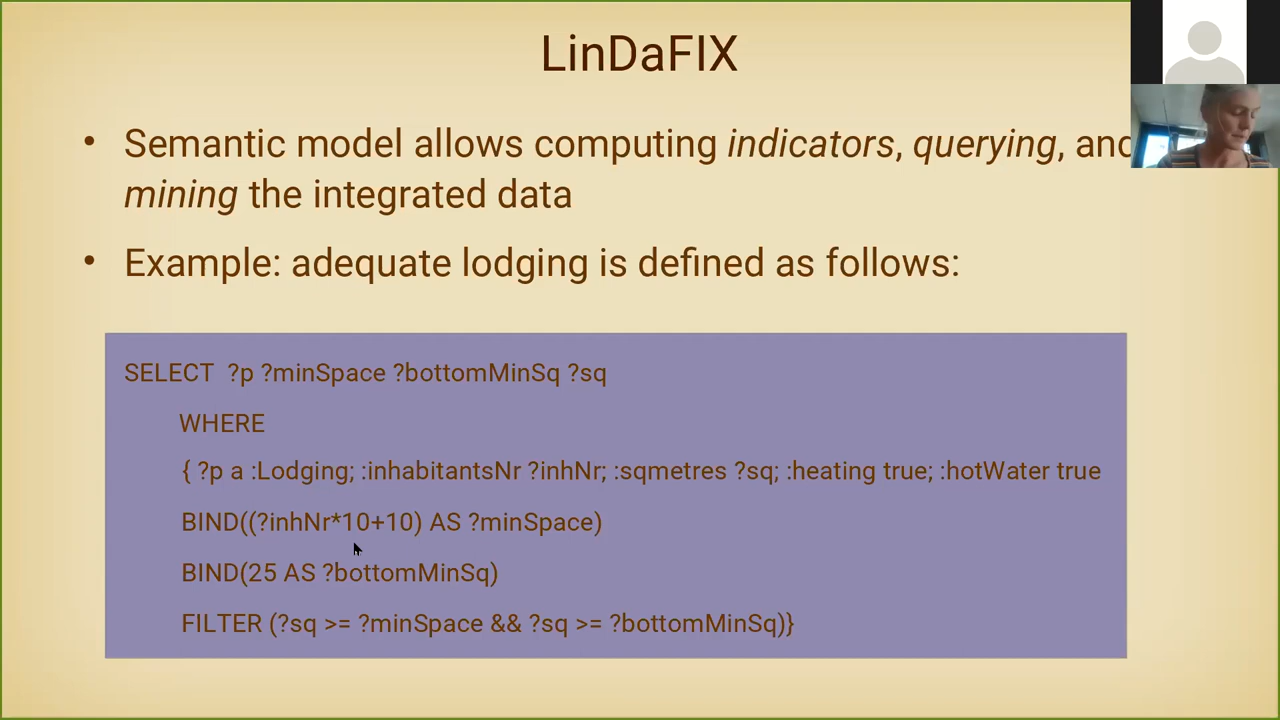 LinDaFIX
• Semantic model allows computing indicators, querying, and
mining the integrated data
• Example: adequate lodging is defined as follows:
SELECT ?p ?minSpace ?bottomMinSq ?sq
WHERE
{ ?p a :Lodging; :inhabitantsNr ?inhNr; :sqmetres ?sq; :heating true; :hotWater true
BIND((?inhNr*10+10) AS ?minSpace)
BIND(25 AS ?bottomMinSq)
FILTER (?sq >= ?minSpace && ?sq >= ?bottomMinSq)}